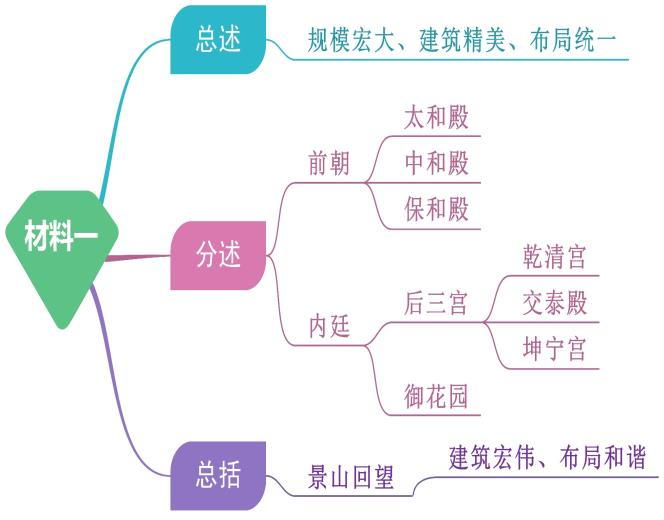 材料一
总述
规模宏大、建筑精美、布局统一
分述
前朝
太和殿
中和殿
保和殿
内廷
后三宫
乾清宫
交泰殿
坤宁宫
御花园
总括
景山回望
建筑宏伟、布局和谐